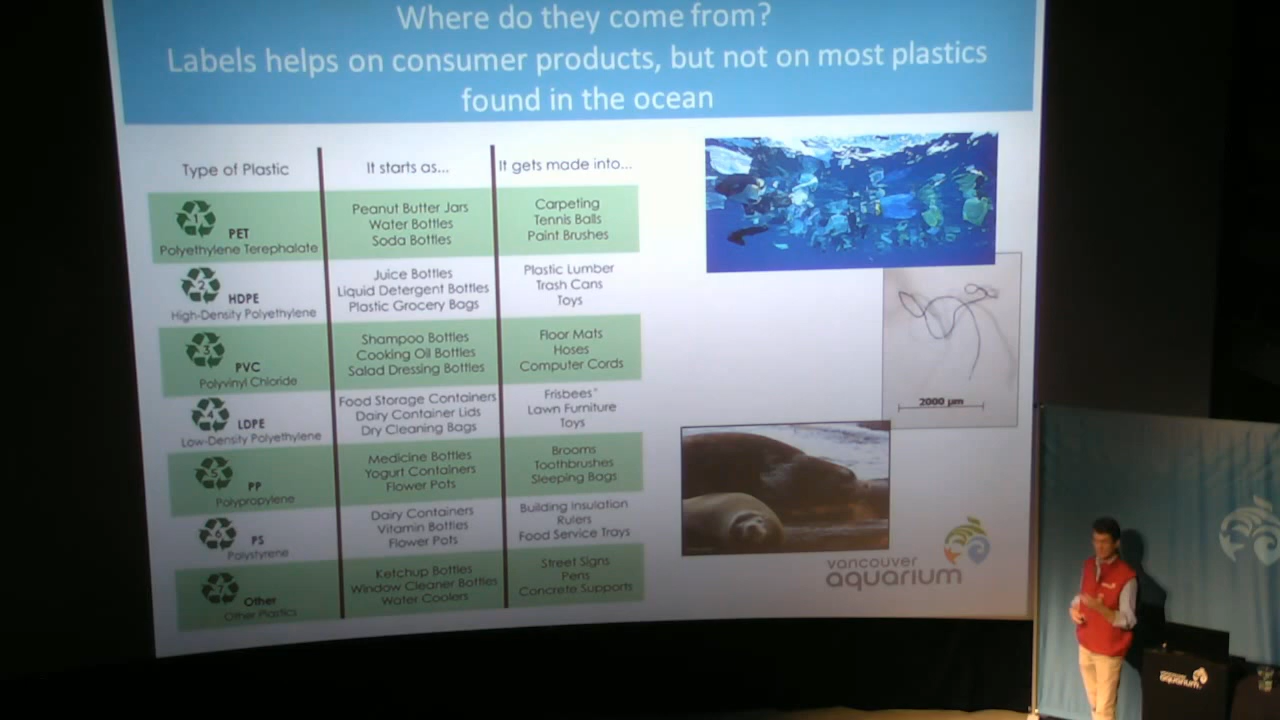 Where do they come from?
Labels helps on consumer products, but not on most plastics
found in the ocean
Type of Plastic
It starts as...
It gets made into...
1
PET
Polyethylene Terephalate
Peanut Butter Jars
Water Bottles
Soda Bottles
Carpeting
Tennis Balls
Paint Brushes
2
HDPE
High-Density Polyethylene
Juice Bottles
Liquid Detergent Bottles
Plastic Grocery Bags
Plastic Lumber
Trash Cans
Toys
3
PVC
Polyvinyl Chloride
Shampoo Bottles
Cooking Oil Bottles
Salad Dressing Bottles
Floor Mats
Hoses
Computer Cords
4
LDPE
Low-Density Polyethylene
Food Storage Containers
Dairy Container Lids
Dry Cleaning Bags
Frisbees®
Lawn Furniture
Toys
5
PP
Polypropylene
Medicine Bottles
Yogurt Containers
Flower Pots
Brooms
Toothbrushes
Sleeping Bags
6
PS
Polystyrene
Dairy Containers
Vitamin Bottles
Flower Pots
Building Insulation
Rulers
Food Service Trays
7
Other
Other Plastics
Ketchup Bottles
Window Cleaner Bottles
Water Coolers
Street Signs
Pens
Concrete Supports
2000 µm
vancouver
aquarium
vancouver
aquarium